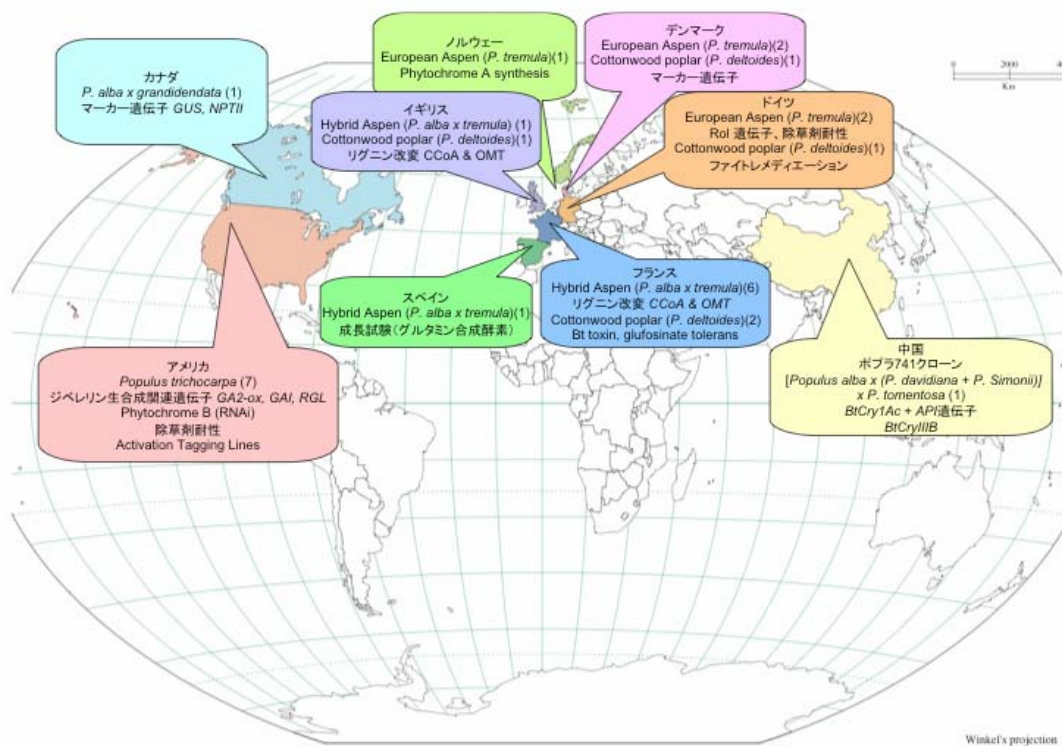 カナダ
P. alba x grandidendata (1)
マーカー遺伝子 GUS, NPTII
ノルウェー
European Aspen (P. tremula)(1)
Phytochrome A synthesis
デンマーク
European Aspen (P. tremula)(2)
Cottonwood poplar (P. deltoides)(1)
マーカー遺伝子
0 2000 40
Km
イギリス
Hybrid Aspen (P. alba x tremula) (1)
Cottonwood poplar (P. deltoides)(1)
リグニン改変 CCoA & OMT
ドイツ
European Aspen (P. tremula)(2)
Rol 遺伝子、除草剤耐性
Cottonwood poplar (P. deltoides)(1)
ファイトレメディエーション
スペイン
Hybrid Aspen (P. alba x tremula)(1)
成長試験(グルタミン合成酵素)
フランス
Hybrid Aspen (P. alba x tremula)(6)
リグニン改変 CCoA & OMT
Cottonwood poplar (P. deltoides)(2)
Bt toxin, glufosinate tolerans
アメリカ
Populus trichocarpa (7)
ジベレリン生合成関連遺伝子 GA2-ox, GAI, RGL
Phytochrome B (RNAi)
除草剤耐性
Activation Tagging Lines
中国
ポプラ741クローン
[Populus alba x (P. davidiana + P. Simonii)]
x P. tomentosa (1)
BtCry1Ac + API遺伝子
BtCryIIIB
Winkel's projection